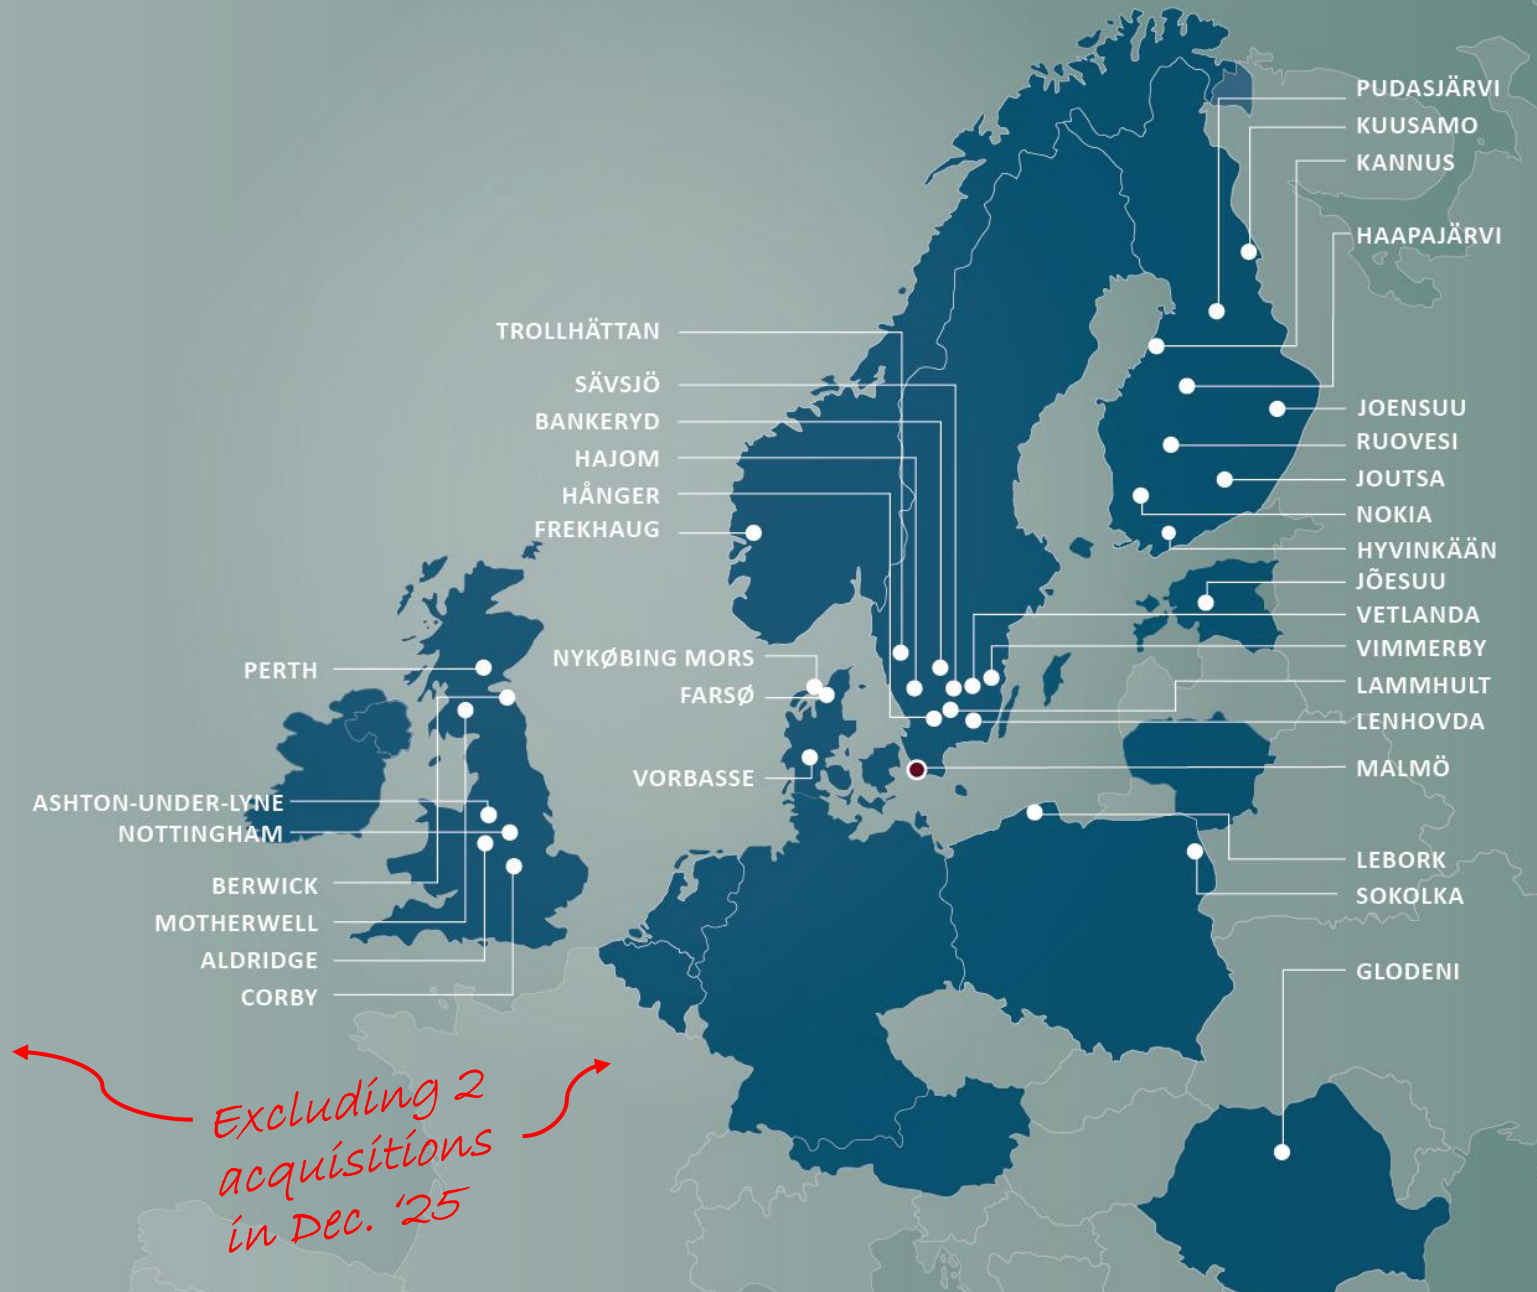 TROLLHÄTTAN
SÄVSJÖ
BANKERYD
HAJOM
HÅNGER
FREKHAUG
NYKØBING MORS
FARSØ
VORBASSE
PERTH
ASHTON-UNDER-LYNE
NOTTINGHAM
BERWICK
MOTHERWELL
ALDRIDGE
CORBY
PUDASJÄRVI
KUUSAMO
KANNUS
HAAPAJÄRVI
JOENSUU
RUOVESI
JOUTSA
NOKIA
HYVINKÄÄN
JÕESUU
VETLANDA
VIMMERBY
LAMMHULT
LENHOVDA
MALMÖ
LEBORK
SOKOLKA
GLODENI
Excluding 2
acquisitions
in Dec. ‘25